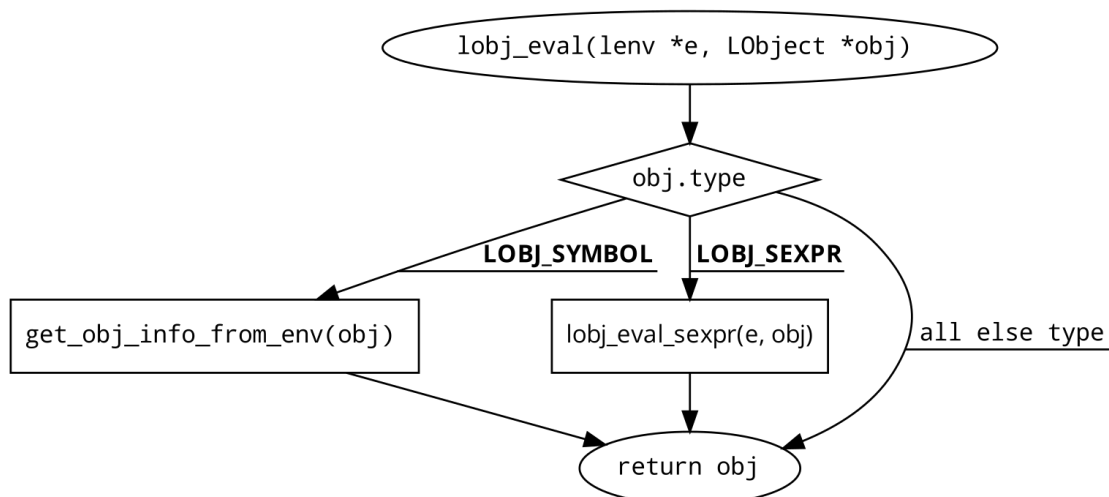 lobj_eval(lenv *e, LObject *obj)
obj.type
LOBJ_SYMBOL
LOBJ_SEXPR
get_obj_info_from_env(obj)
lobj_eval_sexpr(e, obj)
all else type
return obj